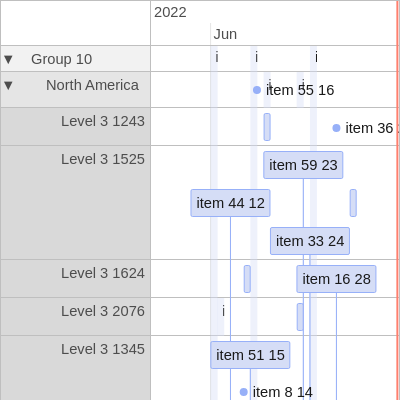 2022
Jun
▼ Group 10
i i i
▼ North America
i i
item 55 16
Level 3 1243
item 36
Level 3 1525
item 59 23
item 44 12
item 33 24
Level 3 1624
item 16 28
Level 3 2076
i
Level 3 1345
item 51 15
item 8 14